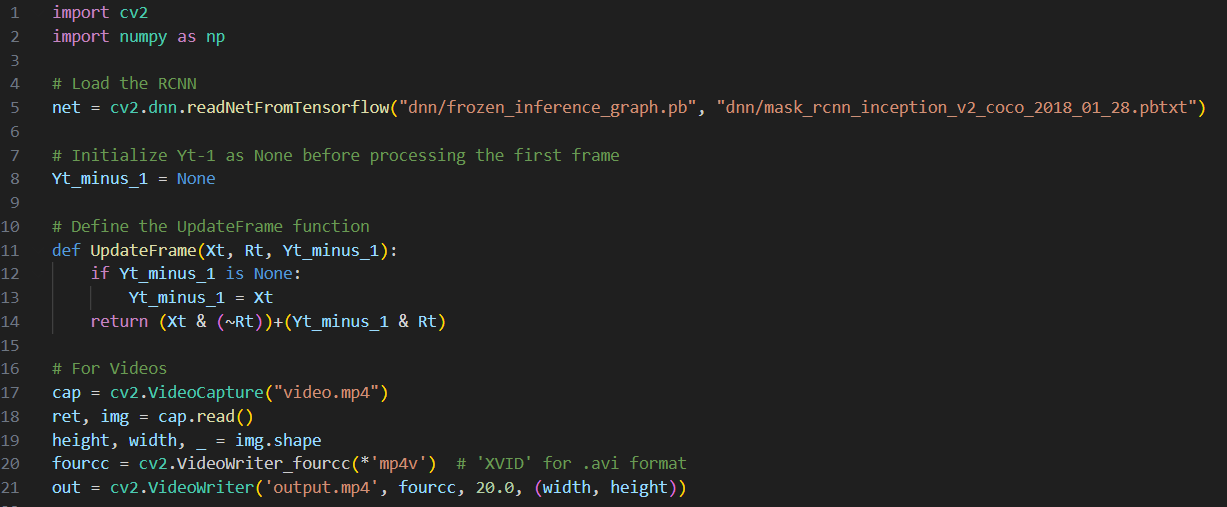 1 import cv2
2 import numpy as np
3
4 # Load the RCNN
5 net = cv2.dnn.readNetFromTensorflow("dnn/frozen_inference_graph.pb", "dnn/mask_rcnn_inception_v2_coco_2018_01_28.pbtxt")
6
7 # Initialize Yt-1 as None before processing the first frame
8 Yt_minus_1 = None
9
10 # Define the UpdateFrame function
11 def UpdateFrame(Xt, Rt, Yt_minus_1):
12     if Yt_minus_1 is None:
13         Yt_minus_1 = Xt
14     return (Xt & (~Rt))+(Yt_minus_1 & Rt)
15
16 # For Videos
17 cap = cv2.VideoCapture("video.mp4")
18 ret, img = cap.read()
19 height, width, _ = img.shape
20 fourcc = cv2.VideoWriter_fourcc(*'mp4v')  # 'XVID' for .avi format
21 out = cv2.VideoWriter('output.mp4', fourcc, 20.0, (width, height))